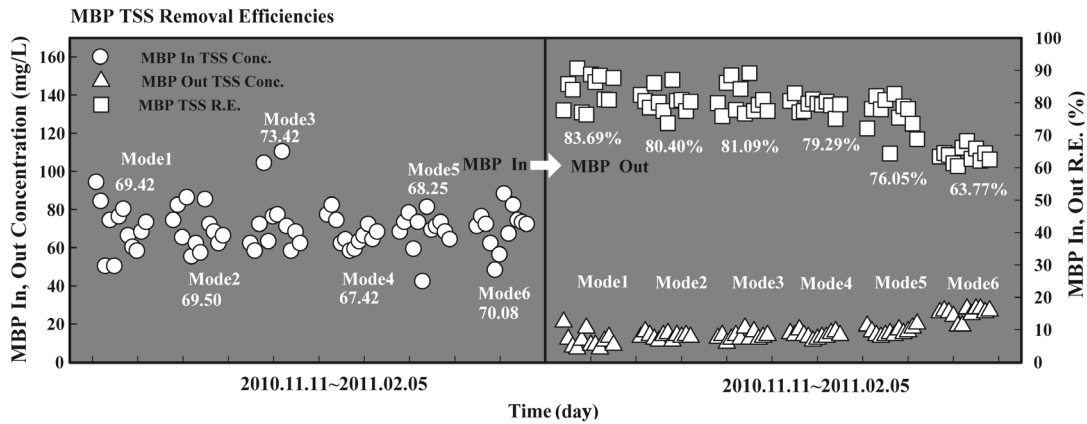 MBP TSS Removal Efficiencies
MBP In, Out Concentration (mg/L)
160
140
120
100
80
60
40
20
0
MBP In TSS Conc.
MBP Out TSS Conc.
MBP TSS R.E.
Mode1
69.42
Mode2
69.50
Mode3
73.42
Mode4
67.42
Mode5
68.25
Mode6
70.08
MBP In
MBP Out
83.69%
80.40%
81.09%
79.29%
76.05%
63.77%
Mode1
Mode2
Mode3
Mode4
Mode5
Mode6
100
90
80
70
60
50
40
30
20
10
0
MBP In, Out R.E. (%)
2010.11.11~2011.02.05
2010.11.11~2011.02.05
Time (day)